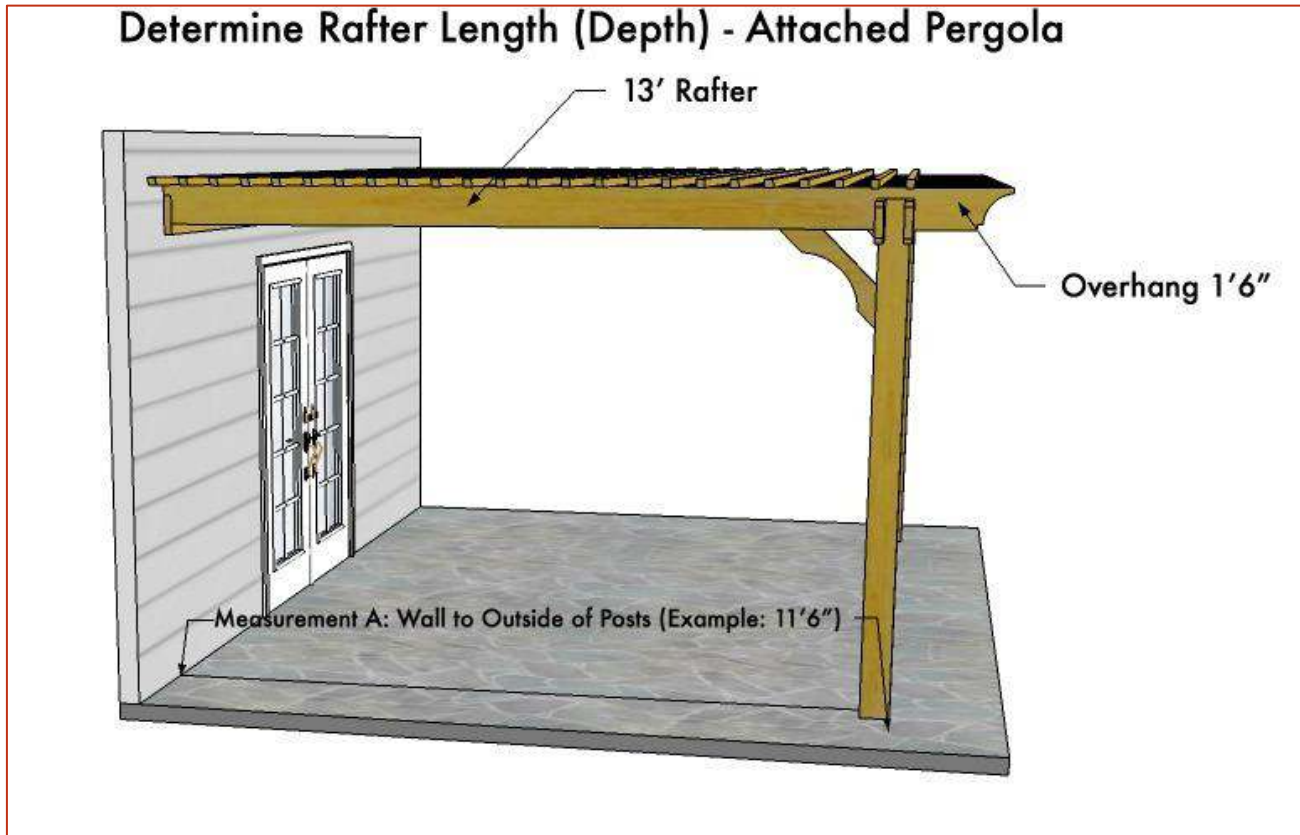 Determine Rafter Length (Depth) - Attached Pergola
13’ Rafter
Overhang 1’6”
Measurement A: Wall to Outside of Posts (Example: 11’6”)